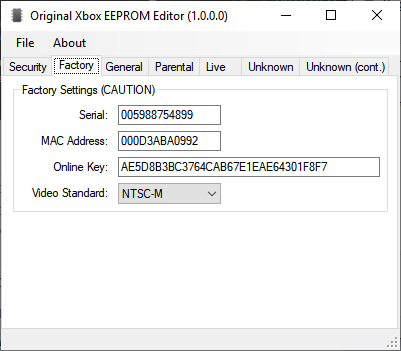 Original Xbox EEPROM Editor (1.0.0.0)
File About
Security Factory General Parental Live Unknown Unknown (cont.)
Factory Settings (CAUTION)
Serial: 005988754899
MAC Address: 000D3ABA0992
Online Key: AE5D8B3BC3764CAB67E1EAE64301F8F7
Video Standard: NTSC-M